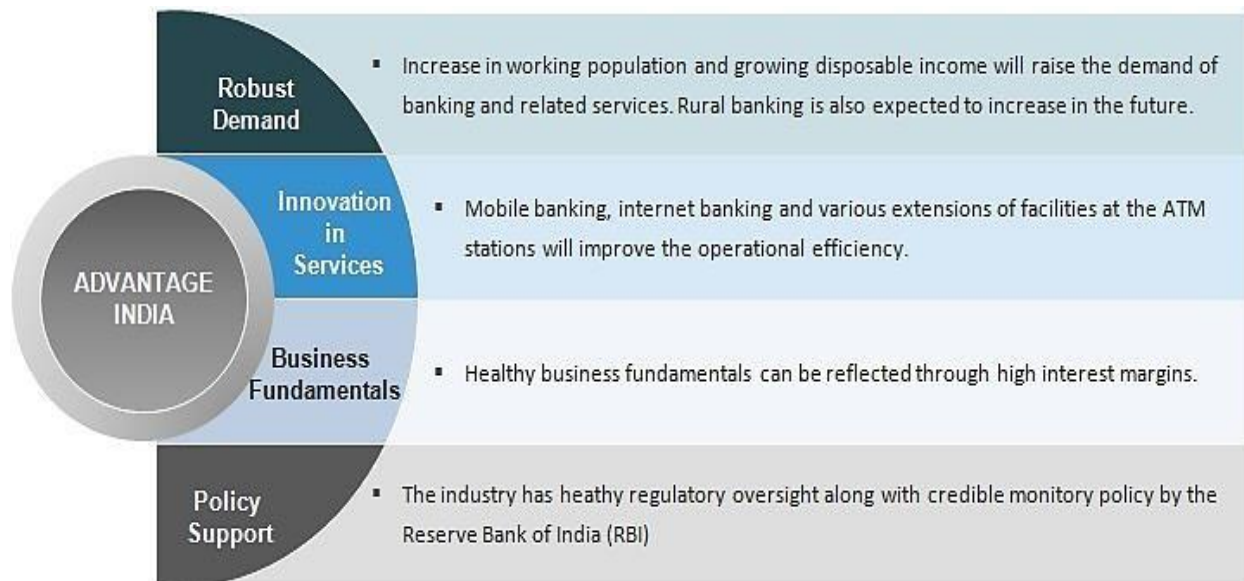 Robust
Demand
▪ Increase in working population and growing disposable income will raise the demand of
banking and related services. Rural banking is also expected to increase in the future.
Innovation
in
Services
▪ Mobile banking, internet banking and various extensions of facilities at the ATM
stations will improve the operational efficiency.
ADVANTAGE
INDIA
Business
Fundamentals
▪ Healthy business fundamentals can be reflected through high interest margins.
Policy
Support
▪ The industry has heathy regulatory oversight along with credible monitory policy by the
Reserve Bank of India (RBI)